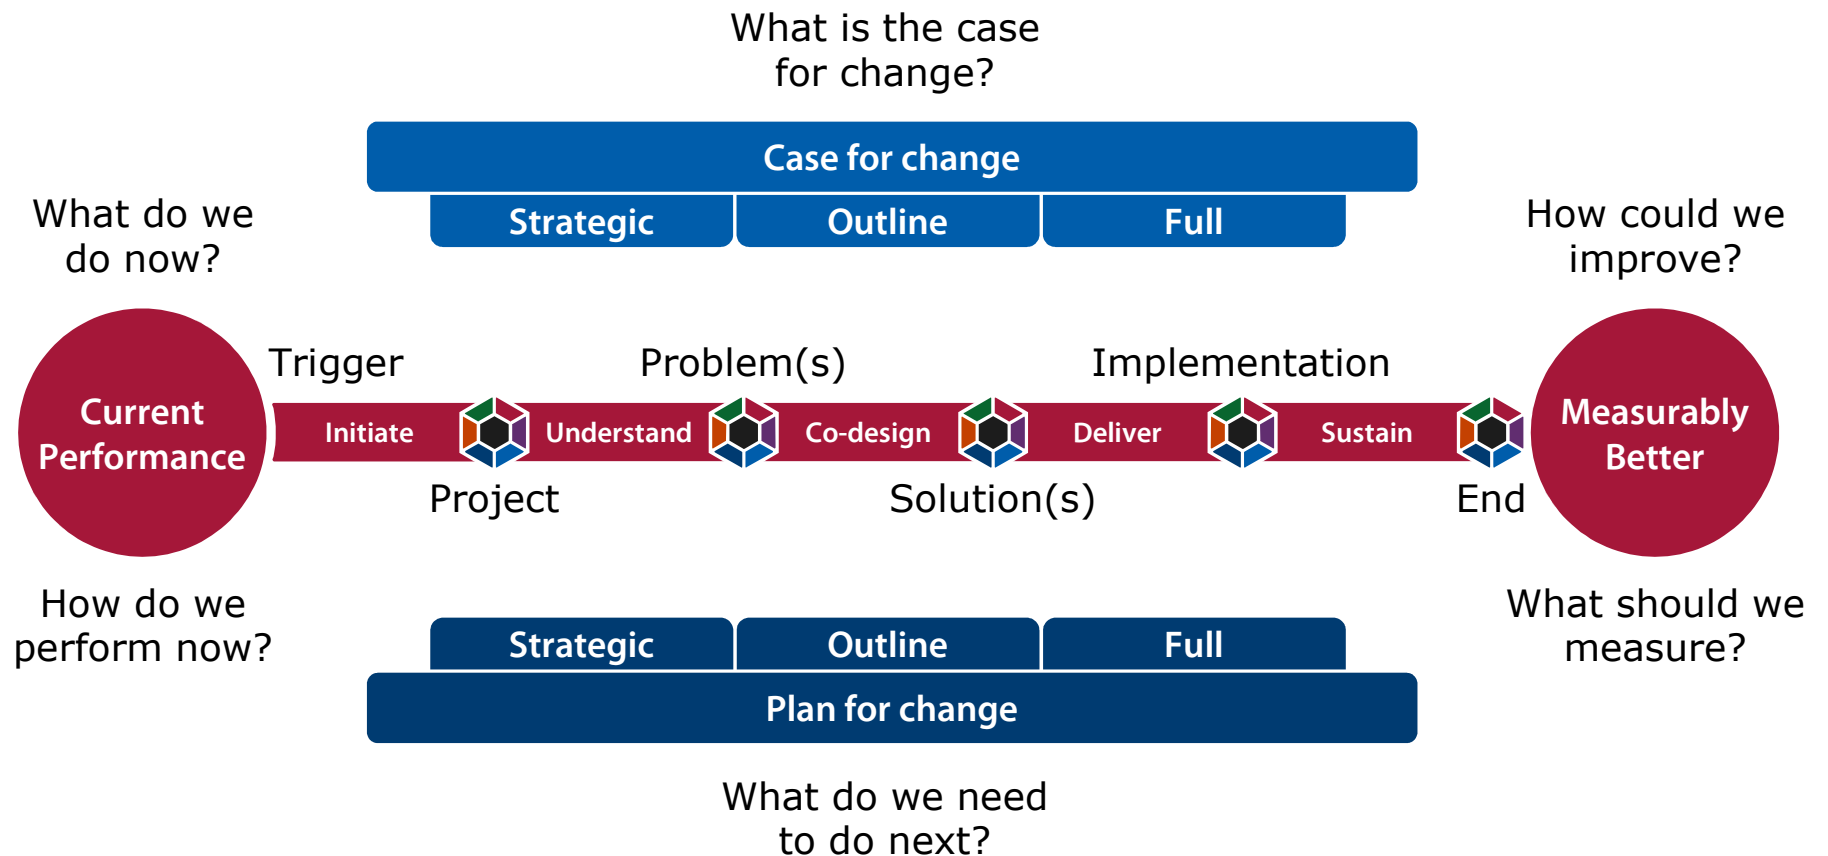 What is the case
for change?
Case for change
Strategic
Outline
Full
What do we
do now?
How could we
improve?
Current
Performance
Trigger
Problem(s)
Implementation
Initiate
Understand
Co-design
Deliver
Sustain
Project
Solution(s)
End
Measurably
Better
How do we
perform now?
What should we
measure?
Strategic
Outline
Full
Plan for change
What do we need
to do next?